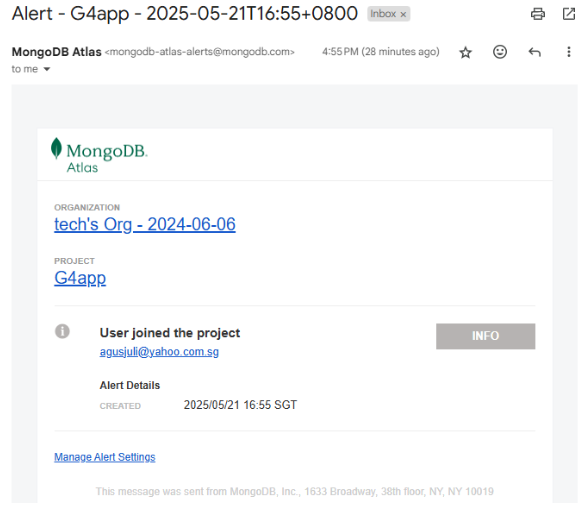 Alert - G4app - 2025-05-21T16:55+0800 Inbox ×
MongoDB Atlas <mongodb-atlas-alerts@mongodb.com> 4:55 PM (28 minutes ago)
to me
MongoDB.
Atlas
ORGANIZATION
tech's Org - 2024-06-06
PROJECT
G4app
User joined the project INFO
agusjuli@yahoo.com.sg
Alert Details
CREATED 2025/05/21 16:55 SGT
Manage Alert Settings
This message was sent from MongoDB, Inc., 1633 Broadway, 38th floor, NY, NY 10019